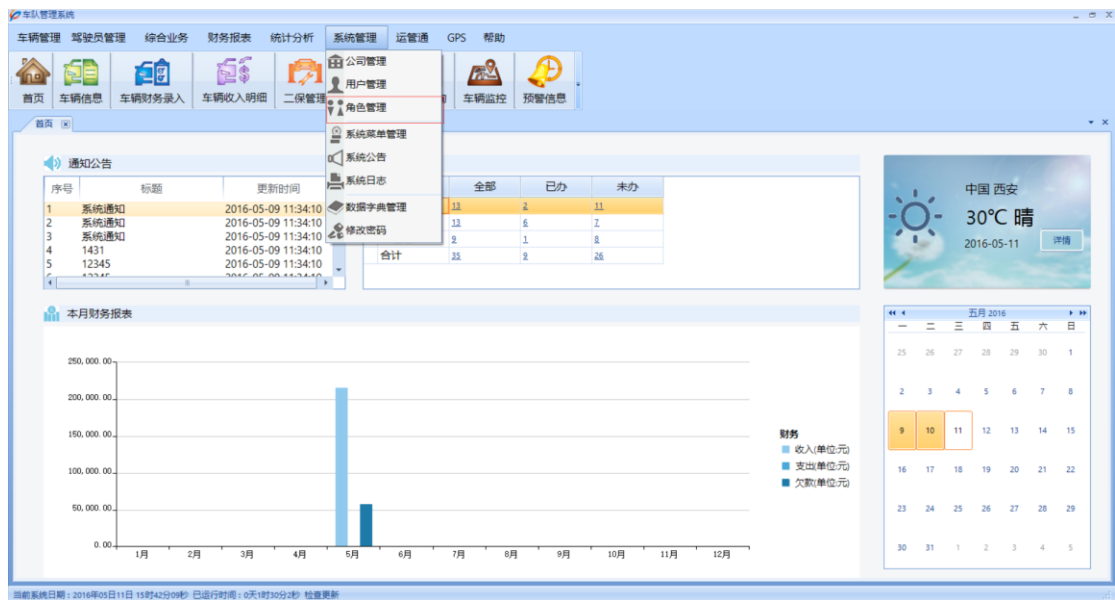 车队管理系统
车辆管理 驾驶员管理 综合业务 财务报表 统计分析 系统管理 运管通 GPS 帮助
首页 车辆信息 车辆财务录入 车辆收入明细 二保管理 车辆监控 预警信息
公司管理
用户管理
角色管理
系统菜单管理
系统公告
系统日志
数据字典管理
修改密码
首页
通知公告
序号 标题 更新时间
1 系统通知 2016-05-09 11:34:10
2 系统通知 2016-05-09 11:34:10
3 系统通知 2016-05-09 11:34:10
4 1431 2016-05-09 11:34:10
5 12345 2016-05-09 11:34:10
全部 已办 未办
13 2 11
13 6 7
9 1 8
合计 35 9 26
中国 西安
30℃ 晴
2016-05-11 详情
本月财务报表
250,000.00
200,000.00
150,000.00
100,000.00
50,000.00
0.00
1月 2月 3月 4月 5月 6月 7月 8月 9月 10月 11月 12月
财务
收入(单位:元)
支出(单位:元)
欠款(单位:元)
五月 2016
一 二 三 四 五 六 日
25 26 27 28 29 30 1
2 3 4 5 6 7 8
9 10 11 12 13 14 15
16 17 18 19 20 21 22
23 24 25 26 27 28 29
30 31 1 2 3 4 5
当前系统日期：2016年05日11日 15时42分09秒 已运行时间：0天1时30分2秒 检查更新